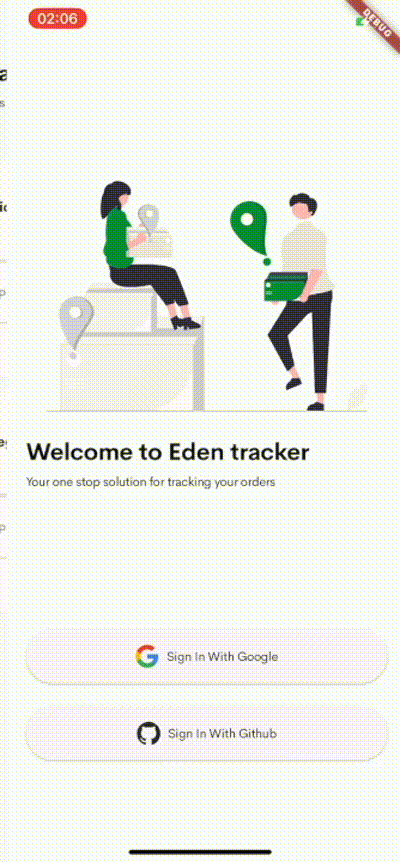 02:06
DEBUG
Welcome to Eden tracker
Your one stop solution for tracking your orders
Sign In With Google
Sign In With Github